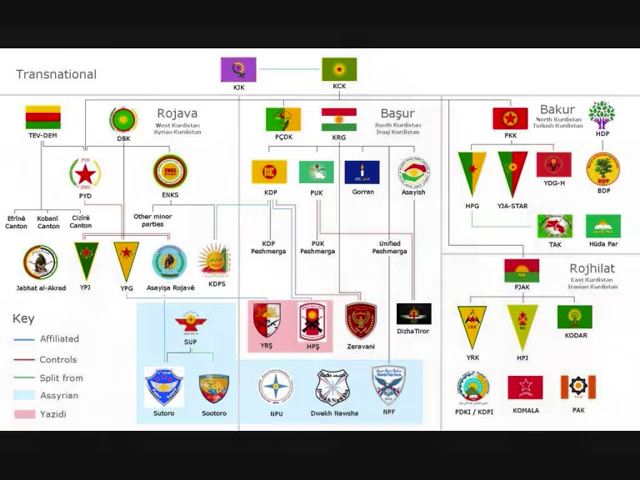 Transnational
KJK
KCK
Rojava
West Kurdistan
Syrian Kurdistan
TEV-DEM
DBK
PYD
ENKS
Efrînê
Canton
Kobanî
Canton
Cizîrê
Canton
Other minor
parties
Jabhat al-Akrad
YPJ
YPG
Asayişa Rojavê
KDPS
Başur
South Kurdistan
Iraqi Kurdistan
PÇDK
KRG
KDP
PUK
Gorran
Asayish
KDP
Peshmerga
PUK
Peshmerga
Unified
Peshmerga
YBŞ
HPŞ
Zeravani
DizhaTiror
Bakur
North Kurdistan
Turkish Kurdistan
PKK
HDP
HPG
YJA-STAR
YDG-H
BDP
TAK
Hüda Par
Rojhilat
East Kurdistan
Iranian Kurdistan
PJAK
YRK
HPJ
KODAR
PDKI / KDPI
KOMALA
PAK
Key
Affiliated
Controls
Split from
Assyrian
Yazidi
SUP
Sutoro
Sootoro
NPU
Dwekh Nawsha
NPF